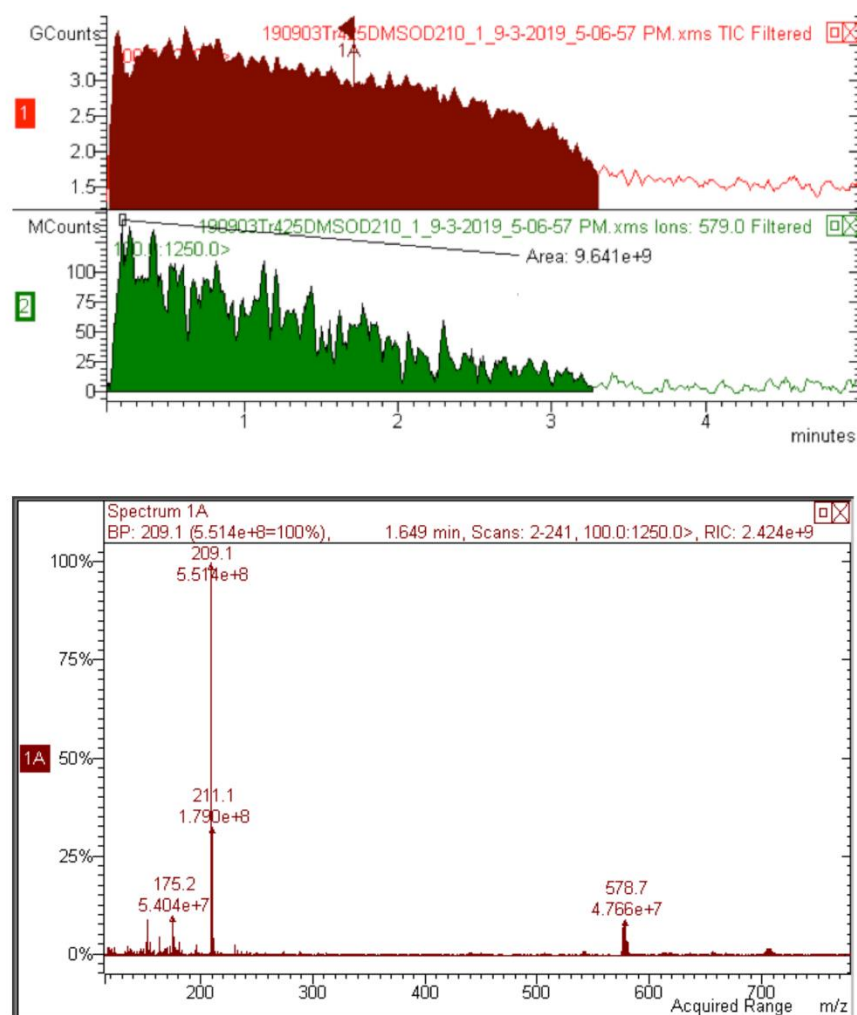 GCounts
190903Tr425DMSOD210_1_9-3-2019_5-06-57 PM.xms TIC Filtered
1A
3.0
2.5
2.0
1.5
1
MCounts
190903Tr425DMSOD210_1_9-3-2019_5-06-57 PM.xms Ions: 579.0 Filtered
:1250.0>
Area: 9.641e+9
100
75
50
25
0
2
1 2 3 4
minutes
Spectrum 1A
BP: 209.1 (5.514e+8=100%), 1.649 min, Scans: 2-241, 100.0:1250.0>, RIC: 2.424e+9
209.1
5.514e+8
100%
75%
1A
50%
211.1
1.790e+8
25%
175.2
5.404e+7
578.7
4.766e+7
0%
200 300 400 500 600 700
Acquired Range m/z